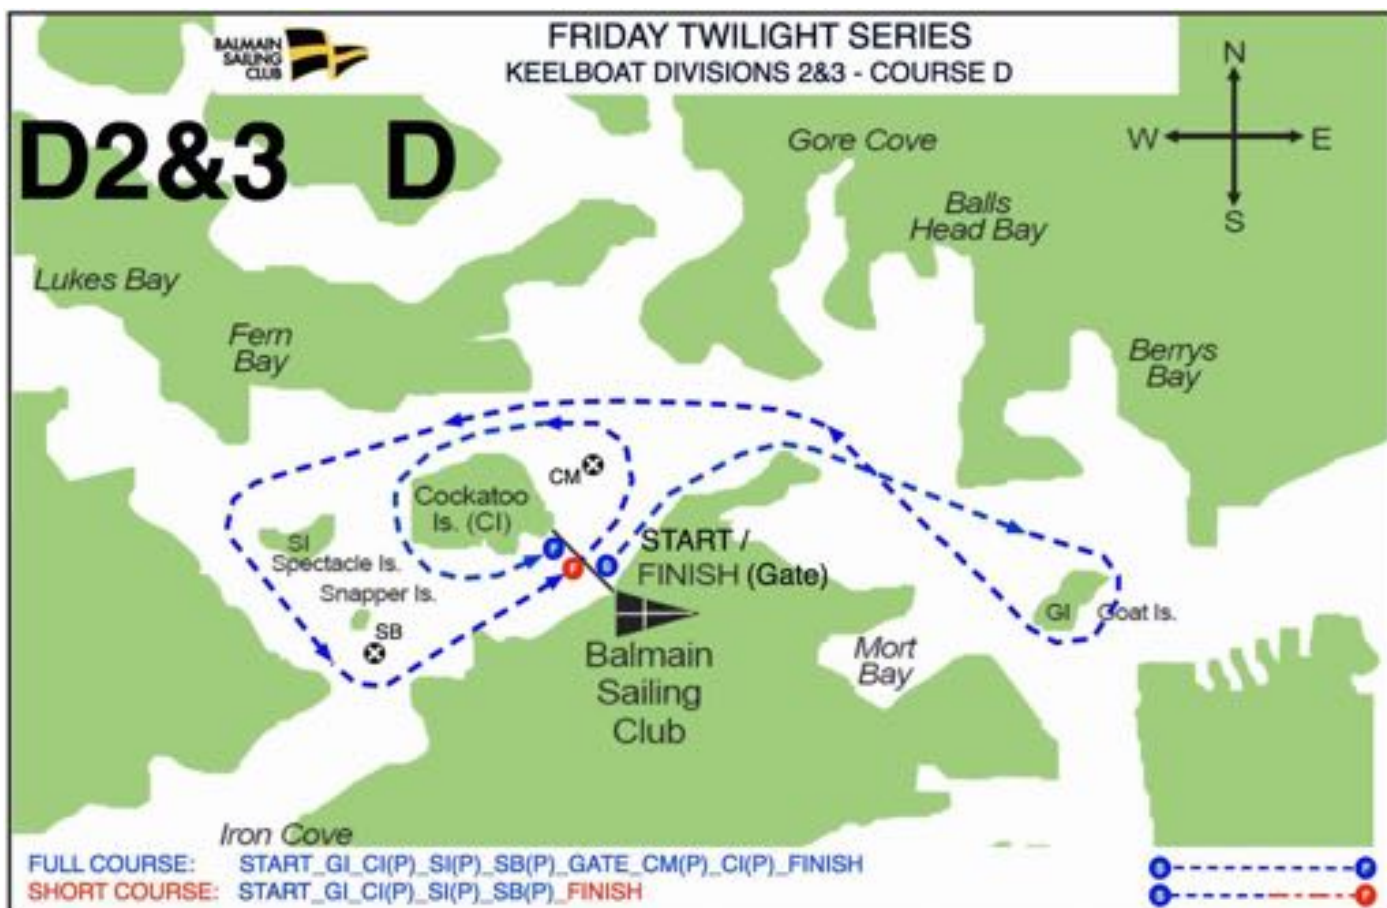 BALMAIN
SAILING
CLUB
FRIDAY TWILIGHT SERIES
KEELBOAT DIVISIONS 2&3 - COURSE D
D2&3 D
N
W E
S
Gore Cove
Balls
Head Bay
Lukes Bay
Fern
Bay
Berrys
Bay
CM
Cockatoo
Is. (CI)
SI
Spectacle Is.
Snapper Is.
SB
START /
FINISH (Gate)
F
GI
Goat Is.
Mort
Bay
Balmain
Sailing
Club
Iron Cove
FULL COURSE: START_GI_CI(P)_SI(P)_SB(P)_GATE_CM(P)_CI(P)_FINISH
SHORT COURSE: START_GI_CI(P)_SI(P)_SB(P)_FINISH